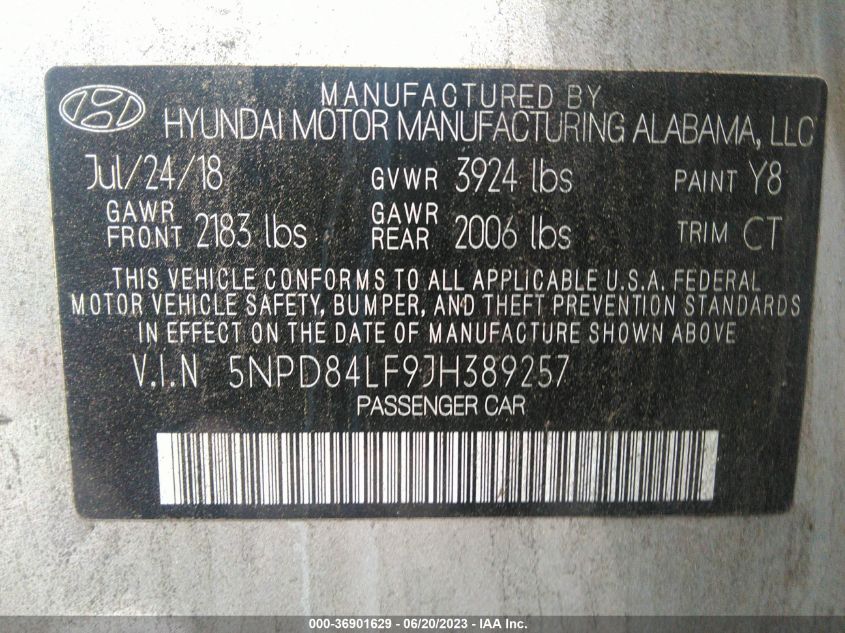 MANUFACTURED BY
HYUNDAI MOTOR MANUFACTURING ALABAMA, LLC
Jul/24/18 GVWR 3924 lbs PAINT Y8
GAWR FRONT 2183 lbs GAWR REAR 2006 lbs TRIM CT
THIS VEHICLE CONFORMS TO ALL APPLICABLE U.S.A. FEDERAL
MOTOR VEHICLE SAFETY, BUMPER, AND THEFT PREVENTION STANDARDS
IN EFFECT ON THE DATE OF MANUFACTURE SHOWN ABOVE
V.I.N 5NPD84LF9JH389257
PASSENGER CAR
000-36901629 - 06/20/2023 - IAA Inc.